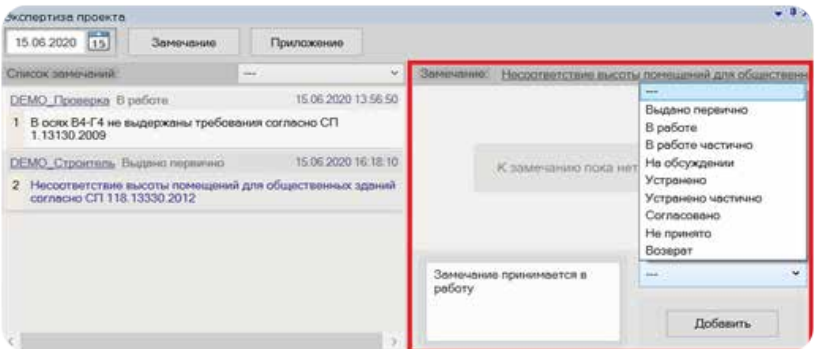 Экспертиза проекта
15.06.2020 15 Замечание Приложение
Список замечаний: ---
DEMO_Проверка В работе 15.06.2020 13:56:50
1 В осях В4-Г4 не выдержаны требования согласно СП
1.13130.2009
DEMO_Строитель Выдано первично 15.06.2020 16:18:10
2 Несоответствие высоты помещений для общественных зданий
согласно СП 118.13330.2012
Замечание: Несоответствие высоты помещений для общественн
К замечанию пока нет
---
Выдано первично
В работе
В работе частично
На обсуждении
Устранено
Устранено частично
Согласовано
Не принято
Возврат
---
Замечание принимается в
работу
Добавить